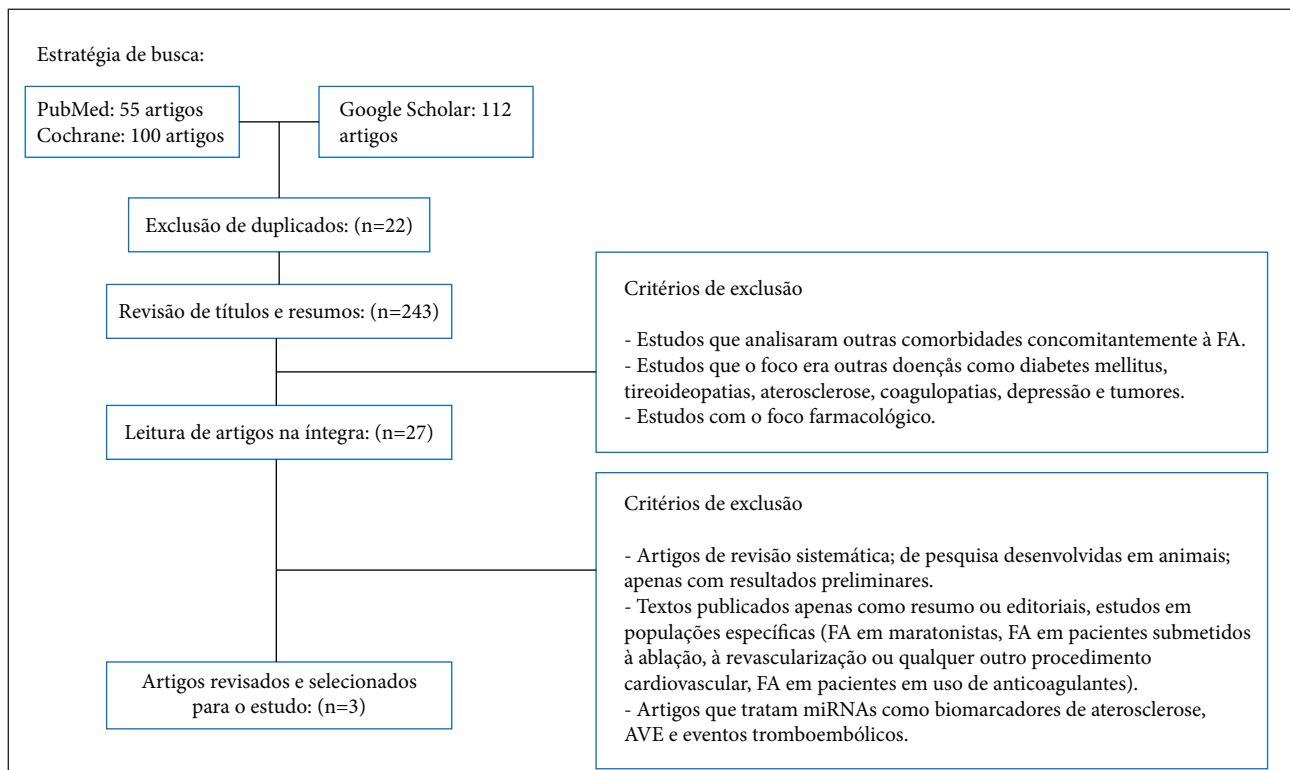 Estratégia de busca:
PubMed: 55 artigos
Cochrane: 100 artigos
Google Scholar: 112
artigos
Exclusão de duplicados: (n=22)
Revisão de títulos e resumos: (n=243)
Critérios de exclusão
- Estudos que analisaram outras comorbidades concomitantemente à FA.
- Estudos que o foco era outras doençås como diabetes mellitus,
tireoideopatias, aterosclerose, coagulopatias, depressão e tumores.
- Estudos com o foco farmacológico.
Leitura de artigos na íntegra: (n=27)
Critérios de exclusão
- Artigos de revisão sistemática; de pesquisa desenvolvidas em animais;
apenas com resultados preliminares.
- Textos publicados apenas como resumo ou editoriais, estudos em
populações específicas (FA em maratonistas, FA em pacientes submetidos
à ablação, à revascularização ou qualquer outro procedimento
cardiovascular, FA em pacientes em uso de anticoagulantes).
- Artigos que tratam miRNAs como biomarcadores de aterosclerose,
AVE e eventos tromboembólicos.
Artigos revisados e selecionados
para o estudo: (n=3)